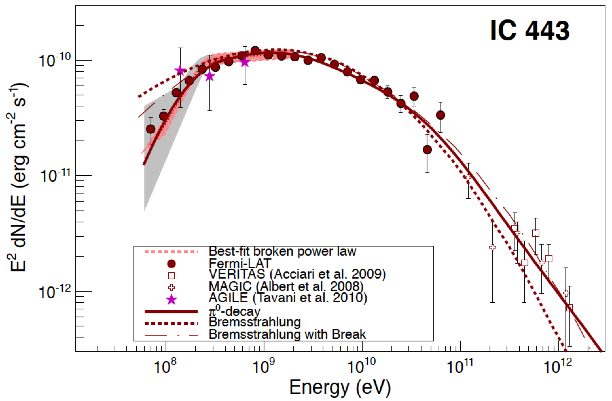 IC 443
E² dN/dE (erg cm⁻² s⁻¹)
10⁻¹⁰
10⁻¹¹
10⁻¹²
Best-fit broken power law
Fermi-LAT
VERITAS (Acciari et al. 2009)
MAGIC (Albert et al. 2008)
AGILE (Tavani et al. 2010)
π⁰-decay
Bremsstrahlung
Bremsstrahlung with Break
10⁸ 10⁹ 10¹⁰ 10¹¹ 10¹²
Energy (eV)